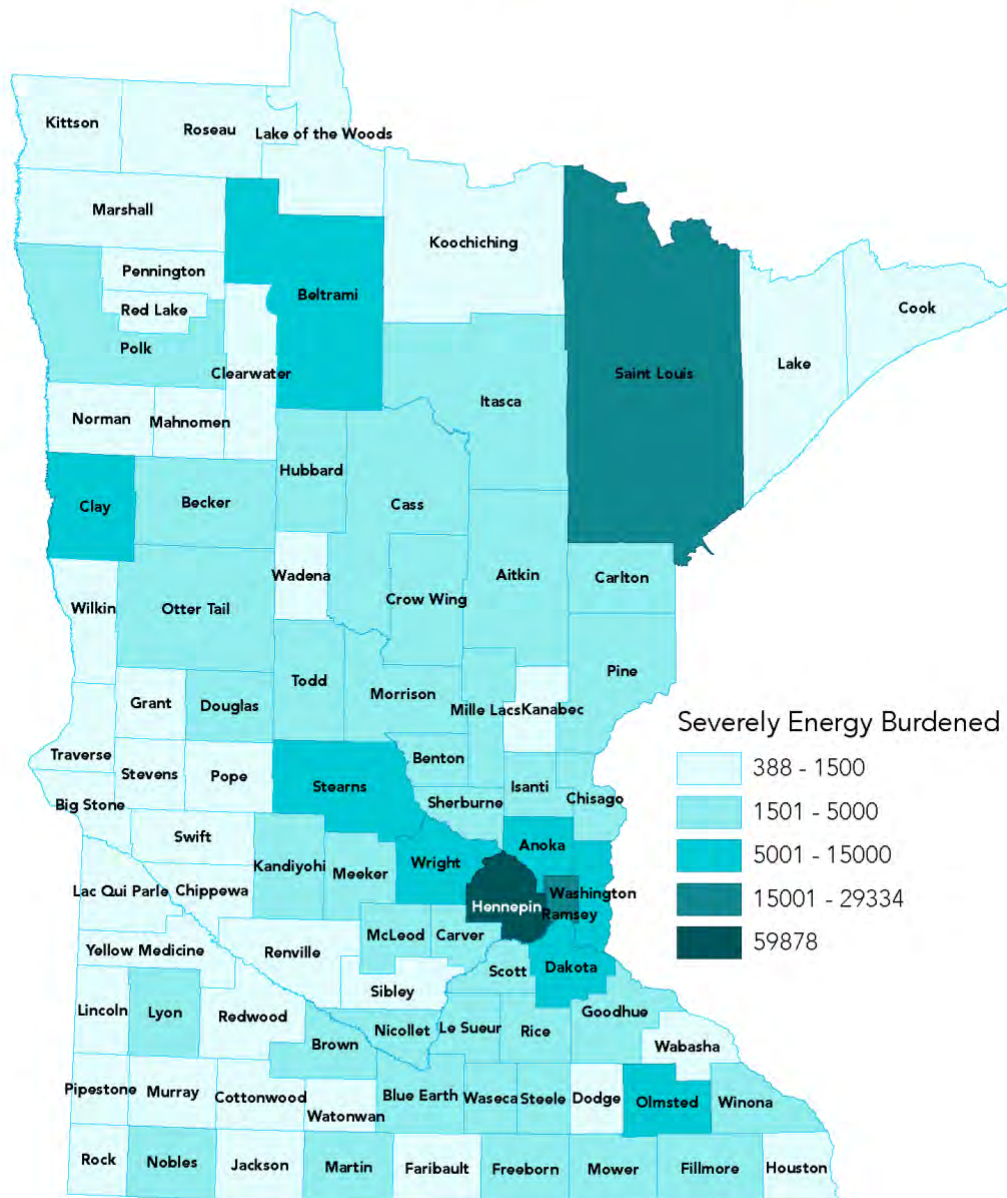 Kittson
Roseau
Lake of the Woods
Marshall
Koochiching
Pennington
Beltrami
Red Lake
Cook
Polk
Lake
Clearwater
Saint Louis
Itasca
Norman
Mahnomen
Hubbard
Clay
Becker
Cass
Wadena
Aitkin
Carlton
Wilkin
Otter Tail
Crow Wing
Pine
Todd
Morrison
Grant
Douglas
Mille Lacs
Kanabec
Severely Energy Burdened
388 - 1500
1501 - 5000
5001 - 15000
15001 - 29334
59878
Traverse
Stevens
Pope
Benton
Stearns
Isanti
Big Stone
Sherburne
Chisago
Swift
Anoka
Kandiyohi
Meeker
Wright
Lac Qui Parle
Chippewa
Washington
Hennepin
Ramsey
McLeod
Carver
Yellow Medicine
Renville
Scott
Dakota
Sibley
Lincoln
Lyon
Redwood
Goodhue
Nicollet
Le Sueur
Rice
Brown
Wabasha
Pipestone
Murray
Cottonwood
Watonwan
Blue Earth
Waseca
Steele
Dodge
Olmsted
Winona
Rock
Nobles
Jackson
Martin
Faribault
Freeborn
Mower
Fillmore
Houston